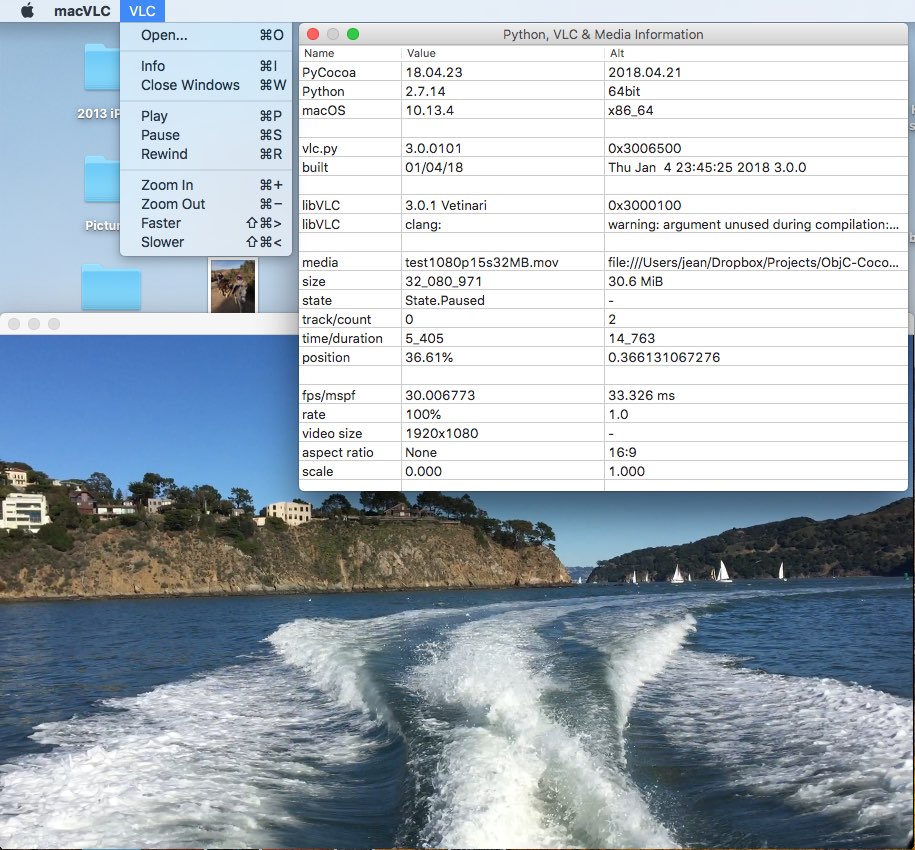 macVLC VLC
Open... ⌘O
Info ⌘I
Close Windows ⌘W
Play ⌘P
Pause ⌘S
Rewind ⌘R
Zoom In ⌘+
Zoom Out ⌘−
Faster ⇧⌘>
Slower ⇧⌘<
2013 iP
Pictur
Python, VLC & Media Information
Name Value Alt
PyCocoa 18.04.23 2018.04.21
Python 2.7.14 64bit
macOS 10.13.4 x86_64
vlc.py 3.0.0101 0x3006500
built 01/04/18 Thu Jan  4 23:45:25 2018 3.0.0
libVLC 3.0.1 Vetinari 0x3000100
libVLC clang: warning: argument unused during compilation:...
media test1080p15s32MB.mov file:///Users/jean/Dropbox/Projects/ObjC-Coco...
size 32_080_971 30.6 MiB
state State.Paused -
track/count 0 2
time/duration 5_405 14_763
position 36.61% 0.366131067276
fps/mspf 30.006773 33.326 ms
rate 100% 1.0
video size 1920x1080 -
aspect ratio None 16:9
scale 0.000 1.000